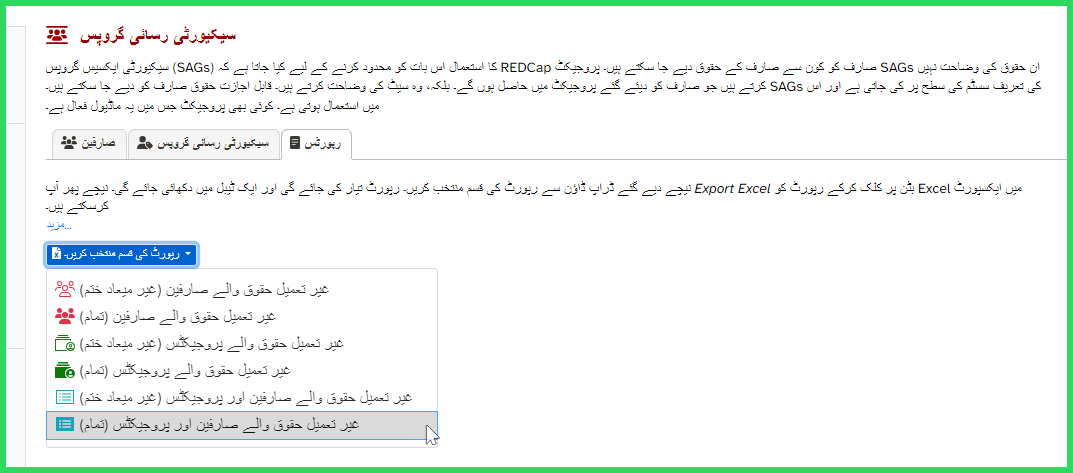 سیکیورٹی رسائی گروپس
سیکیورٹی ایکسیس گروپس (SAGs) کا استعمال اس بات کو محدود کرنے کے لیے کیا جاتا ہے کہ REDCap صارف کو کون سے صارف کے حقوق دیے جا سکتے ہیں۔ پروجیکٹ SAGs ان حقوق کی وضاحت نہیں
کرتے ہیں جو صارف کو دیئے گئے پروجیکٹ میں حاصل ہوں گے۔ بلکہ، وہ سیٹ کی وضاحت کرتے ہیں۔ قابل اجازت حقوق صارف کو دیے جا سکتے ہیں۔ SAGs کی تعریف سسٹم کی سطح پر کی جاتی ہے اور اس
میں استعمال ہوتی ہے۔ کوئی بھی پروجیکٹ جس میں یہ ماڈیول فعال ہے۔
صارفین
سیکیورٹی رسائی گروپس
رپورٹس
نیچے دیے گئے ڈراپ ڈاؤن سے رپورٹ کی قسم منتخب کریں۔ رپورٹ تیار کی جائے گی اور ایک ٹیبل میں دکھائی جائے گی۔ نیچے پھر آپ Export Excel بٹن پر کلک کرکے رپورٹ کو Excel میں ایکسپورٹ
کرسکتے ہیں۔
مزید...
رپورٹ کی قسم منتخب کریں۔
غیر تعمیل حقوق والے صارفین (غیر میعاد ختم)
غیر تعمیل حقوق والے صارفین (تمام)
غیر تعمیل حقوق والے پروجیکٹس (غیر میعاد ختم)
غیر تعمیل حقوق والے پروجیکٹس (تمام)
غیر تعمیل حقوق والے صارفین اور پروجیکٹس (غیر میعاد ختم)
غیر تعمیل حقوق والے صارفین اور پروجیکٹس (تمام)